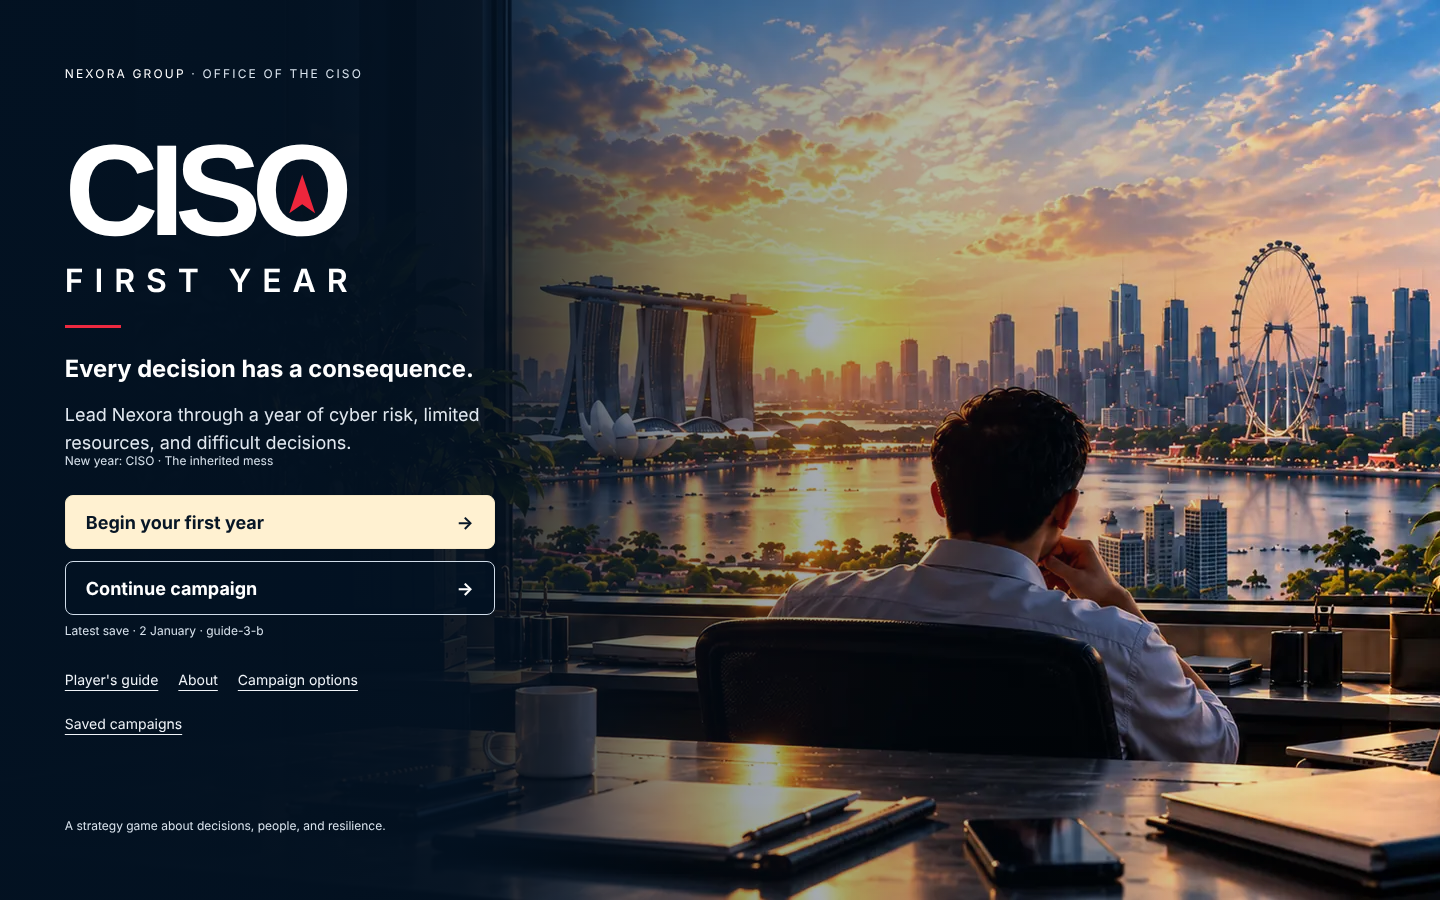 NEXORA GROUP · OFFICE OF THE CISO
CISO
FIRST YEAR
Every decision has a consequence.
Lead Nexora through a year of cyber risk, limited
resources, and difficult decisions.
New year: CISO · The inherited mess
Begin your first year →
Continue campaign →
Latest save · 2 January · guide-3-b
Player's guide About Campaign options
Saved campaigns
A strategy game about decisions, people, and resilience.